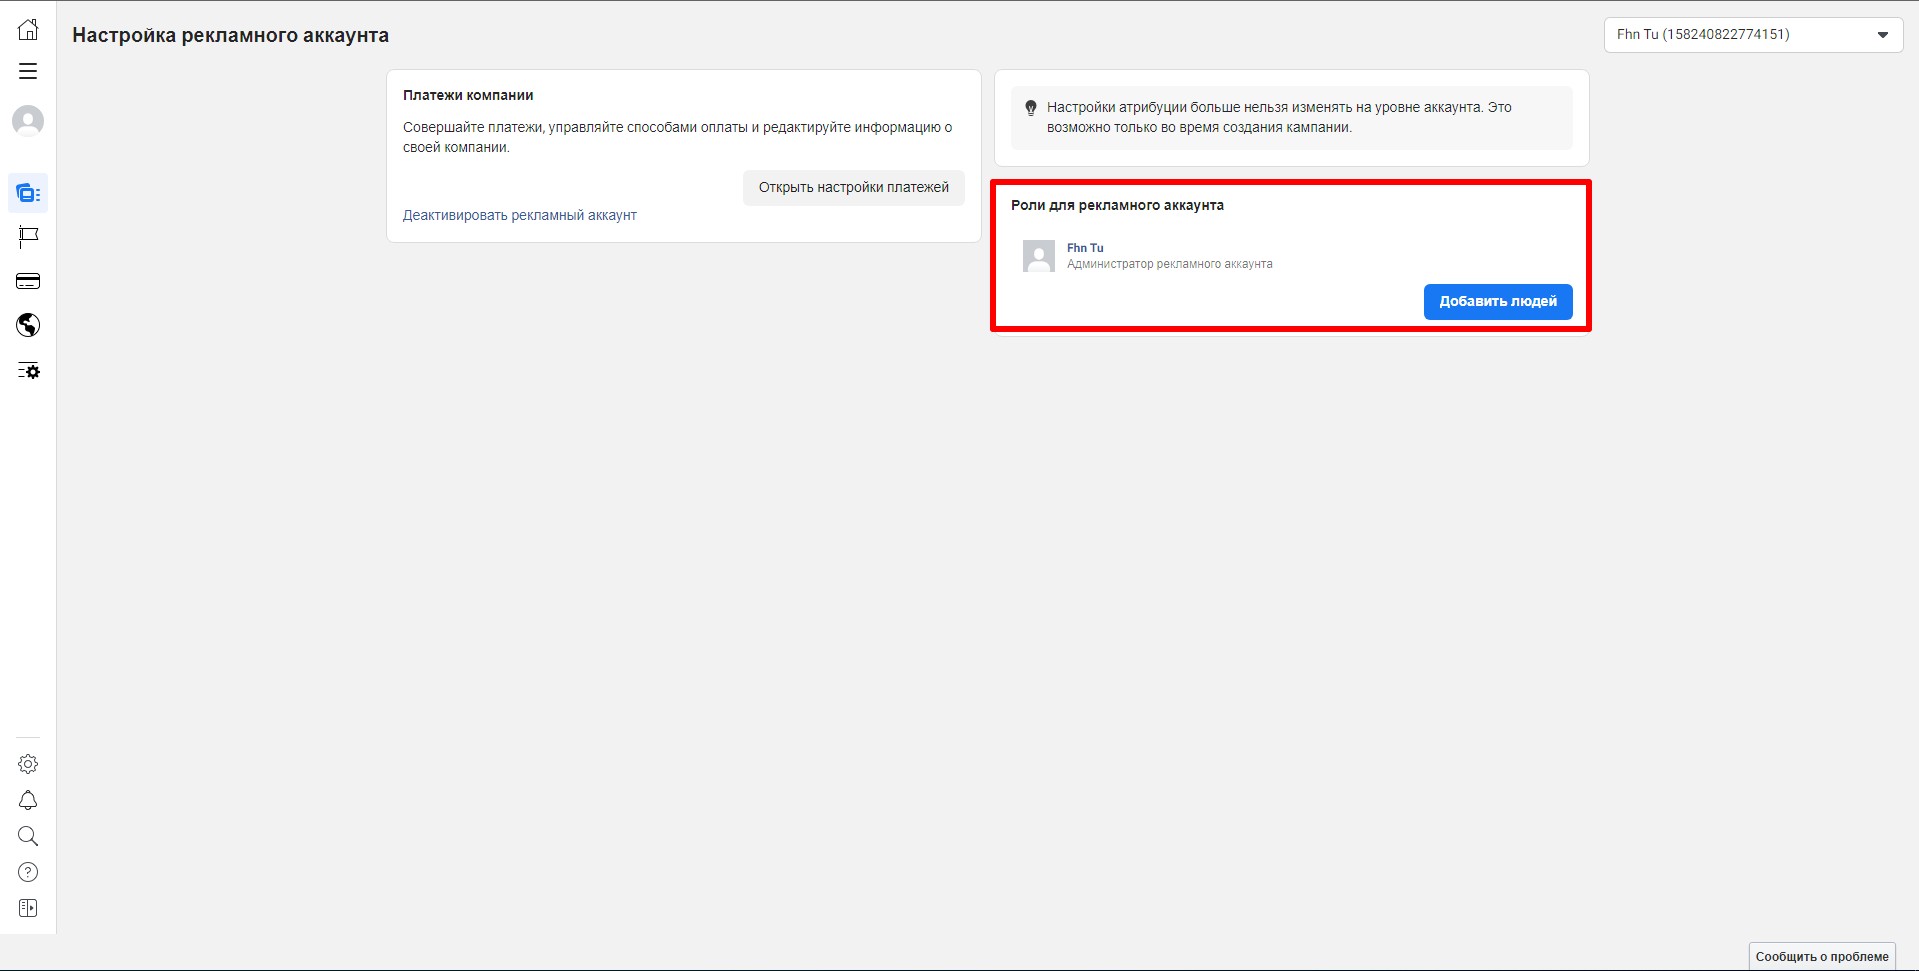 Настройка рекламного аккаунта
Fhn Tu (158240822774151)
Платежи компании
Совершайте платежи, управляйте способами оплаты и редактируйте информацию о
своей компании.
Открыть настройки платежей
Деактивировать рекламный аккаунт
Настройки атрибуции больше нельзя изменять на уровне аккаунта. Это
возможно только во время создания кампании.
Роли для рекламного аккаунта
Fhn Tu
Администратор рекламного аккаунта
Добавить людей
Сообщить о проблеме